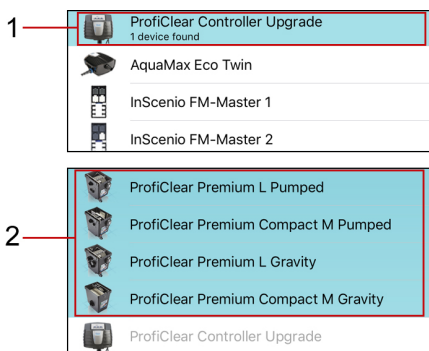 1
ProfiClear Controller Upgrade
1 device found
AquaMax Eco Twin
InScenio FM-Master 1
InScenio FM-Master 2
2
ProfiClear Premium L Pumped
ProfiClear Premium Compact M Pumped
ProfiClear Premium L Gravity
ProfiClear Premium Compact M Gravity
ProfiClear Controller Upgrade